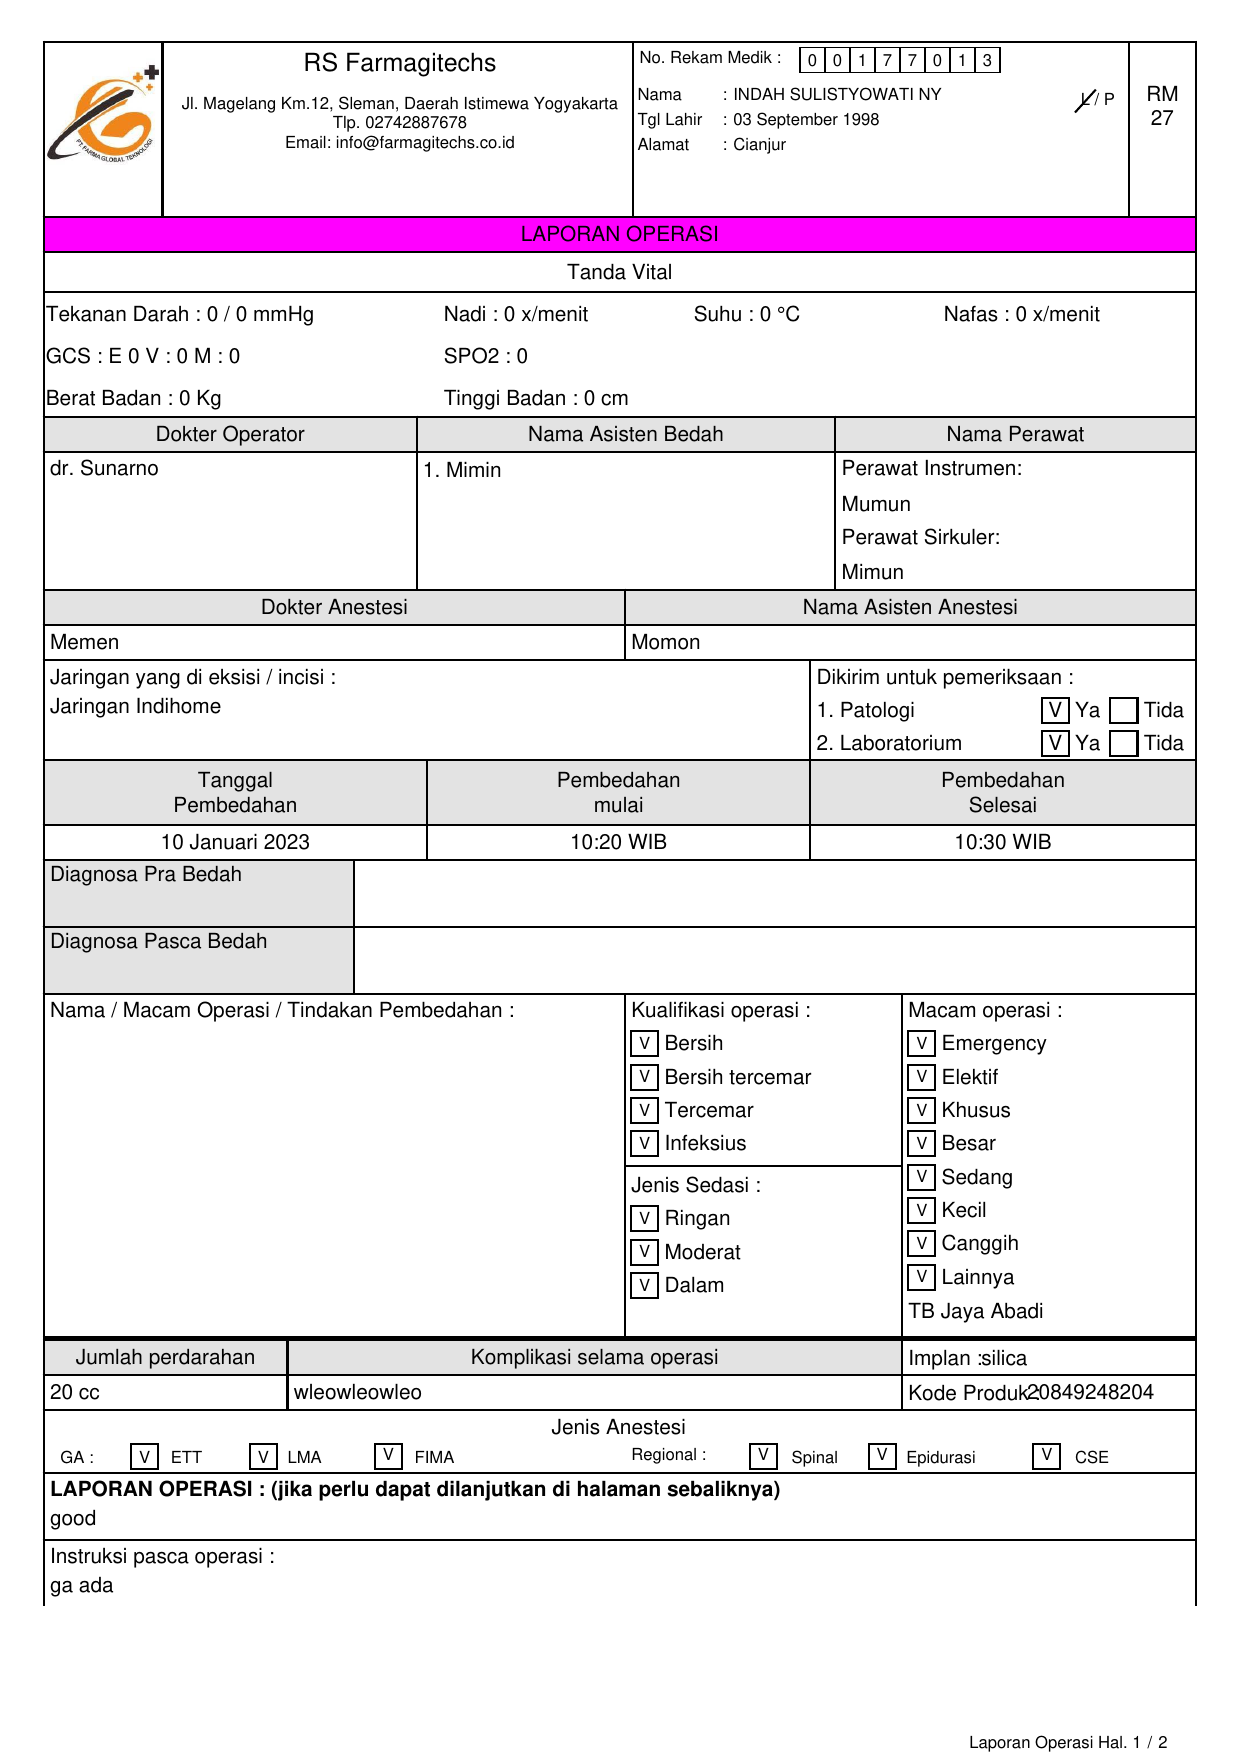 RS Farmagitechs
Jl. Magelang Km.12, Sleman, Daerah Istimewa Yogyakarta
Tlp. 02742887678
Email: info@farmagitechs.co.id
PT. FARMA GLOBAL TEKNOLOGI
No. Rekam Medik : 0 0 1 7 7 0 1 3
Nama : INDAH SULISTYOWATI NY
L / P
Tgl Lahir : 03 September 1998
Alamat : Cianjur
RM
27
LAPORAN OPERASI
Tanda Vital
Tekanan Darah : 0 / 0 mmHg Nadi : 0 x/menit Suhu : 0 °C Nafas : 0 x/menit
GCS : E 0 V : 0 M : 0 SPO2 : 0
Berat Badan : 0 Kg Tinggi Badan : 0 cm
Dokter Operator Nama Asisten Bedah Nama Perawat
dr. Sunarno 1. Mimin Perawat Instrumen:
Mumun
Perawat Sirkuler:
Mimun
Dokter Anestesi Nama Asisten Anestesi
Memen Momon
Jaringan yang di eksisi / incisi :
Jaringan Indihome
Dikirim untuk pemeriksaan :
1. Patologi V Ya Tida
2. Laboratorium V Ya Tida
Tanggal
Pembedahan
Pembedahan
mulai
Pembedahan
Selesai
10 Januari 2023 10:20 WIB 10:30 WIB
Diagnosa Pra Bedah
Diagnosa Pasca Bedah
Nama / Macam Operasi / Tindakan Pembedahan :
Kualifikasi operasi :
V Bersih
V Bersih tercemar
V Tercemar
V Infeksius
Jenis Sedasi :
V Ringan
V Moderat
V Dalam
Macam operasi :
V Emergency
V Elektif
V Khusus
V Besar
V Sedang
V Kecil
V Canggih
V Lainnya
TB Jaya Abadi
Jumlah perdarahan Komplikasi selama operasi Implan :silica
20 cc wleowleowleo Kode Produk:20849248204
Jenis Anestesi
GA : V ETT V LMA V FIMA Regional : V Spinal V Epidurasi V CSE
LAPORAN OPERASI : (jika perlu dapat dilanjutkan di halaman sebaliknya)
good
Instruksi pasca operasi :
ga ada
Laporan Operasi Hal. 1 / 2